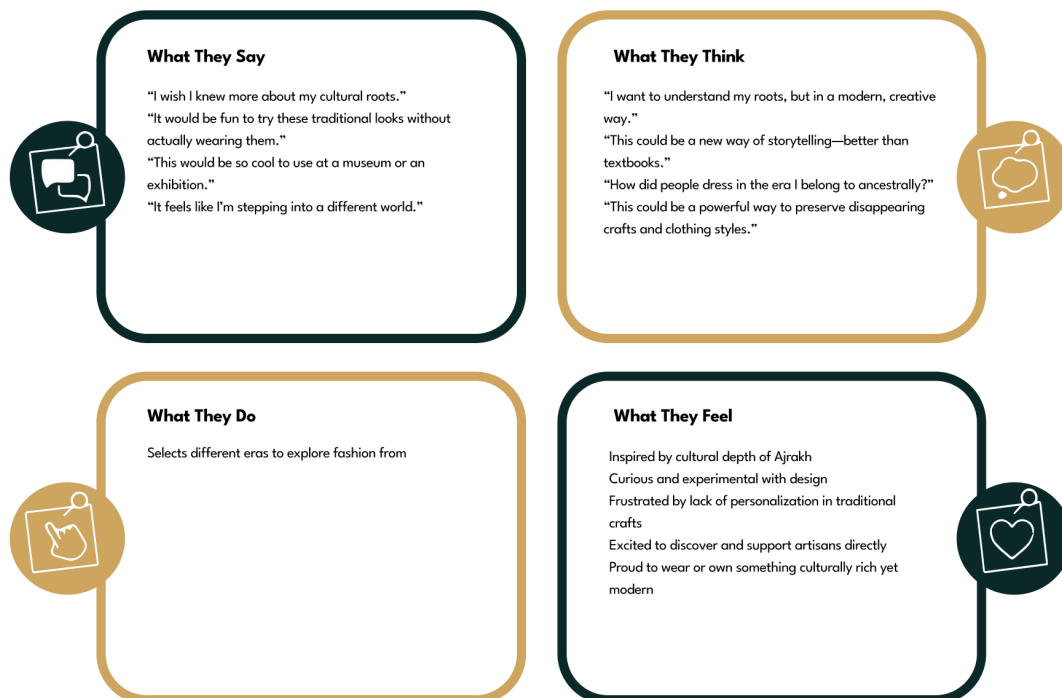 What They Say
“I wish I knew more about my cultural roots.”
“It would be fun to try these traditional looks without
actually wearing them.”
“This would be so cool to use at a museum or an
exhibition.”
“It feels like I’m stepping into a different world.”
What They Think
“I want to understand my roots, but in a modern, creative
way.”
“This could be a new way of storytelling—better than
textbooks.”
“How did people dress in the era I belong to ancestrally?”
“This could be a powerful way to preserve disappearing
crafts and clothing styles.”
What They Do
Selects different eras to explore fashion from
What They Feel
Inspired by cultural depth of Ajrakh
Curious and experimental with design
Frustrated by lack of personalization in traditional
crafts
Excited to discover and support artisans directly
Proud to wear or own something culturally rich yet
modern